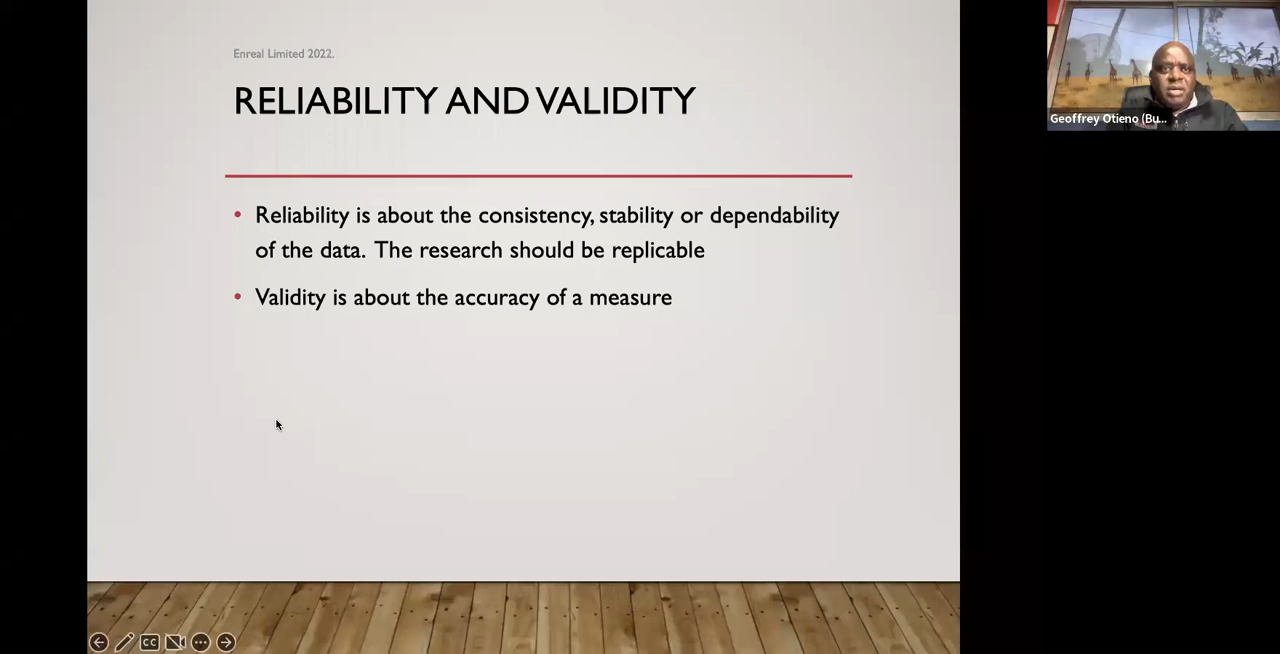 Enreal Limited 2022.
RELIABILITY AND VALIDITY
• Reliability is about the consistency, stability or dependability
of the data. The research should be replicable
• Validity is about the accuracy of a measure
Geoffrey Otieno (Bu...
CC